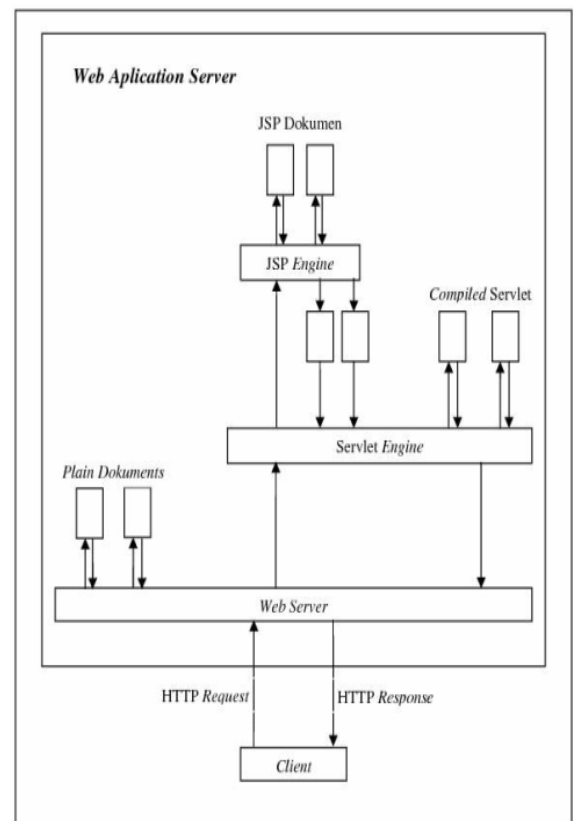 Web Aplication Server
JSP Dokumen
JSP Engine
Compiled Servlet
Servlet Engine
Plain Dokuments
Web Server
HTTP Request
HTTP Response
Client